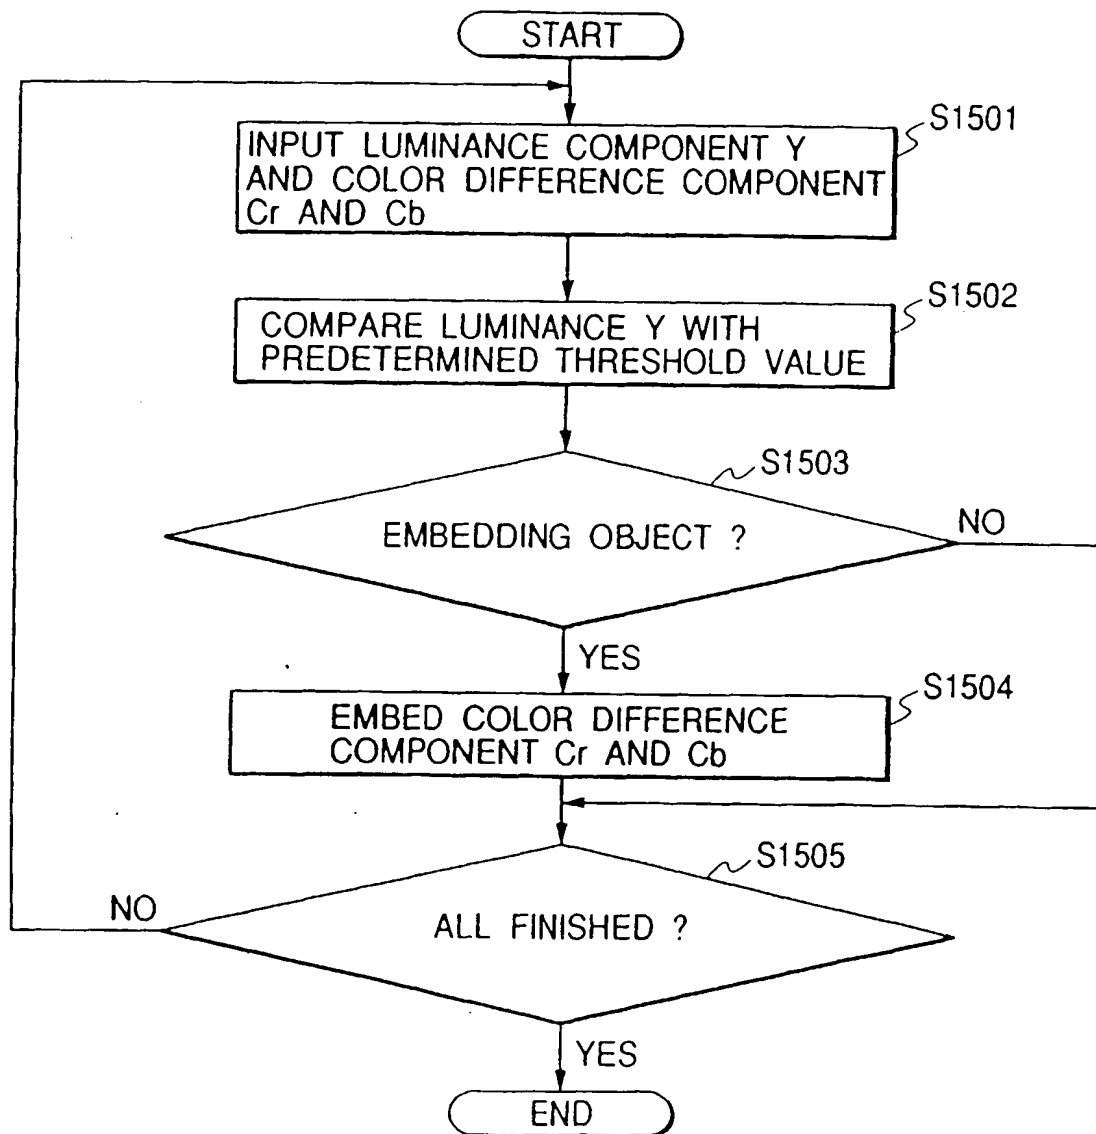 START
S1501
INPUT LUMINANCE COMPONENT Y
AND COLOR DIFFERENCE COMPONENT
Cr AND Cb
S1502
COMPARE LUMINANCE Y WITH
PREDETERMINED THRESHOLD VALUE
S1503
EMBEDDING OBJECT ?
NO
YES
S1504
EMBED COLOR DIFFERENCE
COMPONENT Cr AND Cb
S1505
NO
ALL FINISHED ?
YES
END